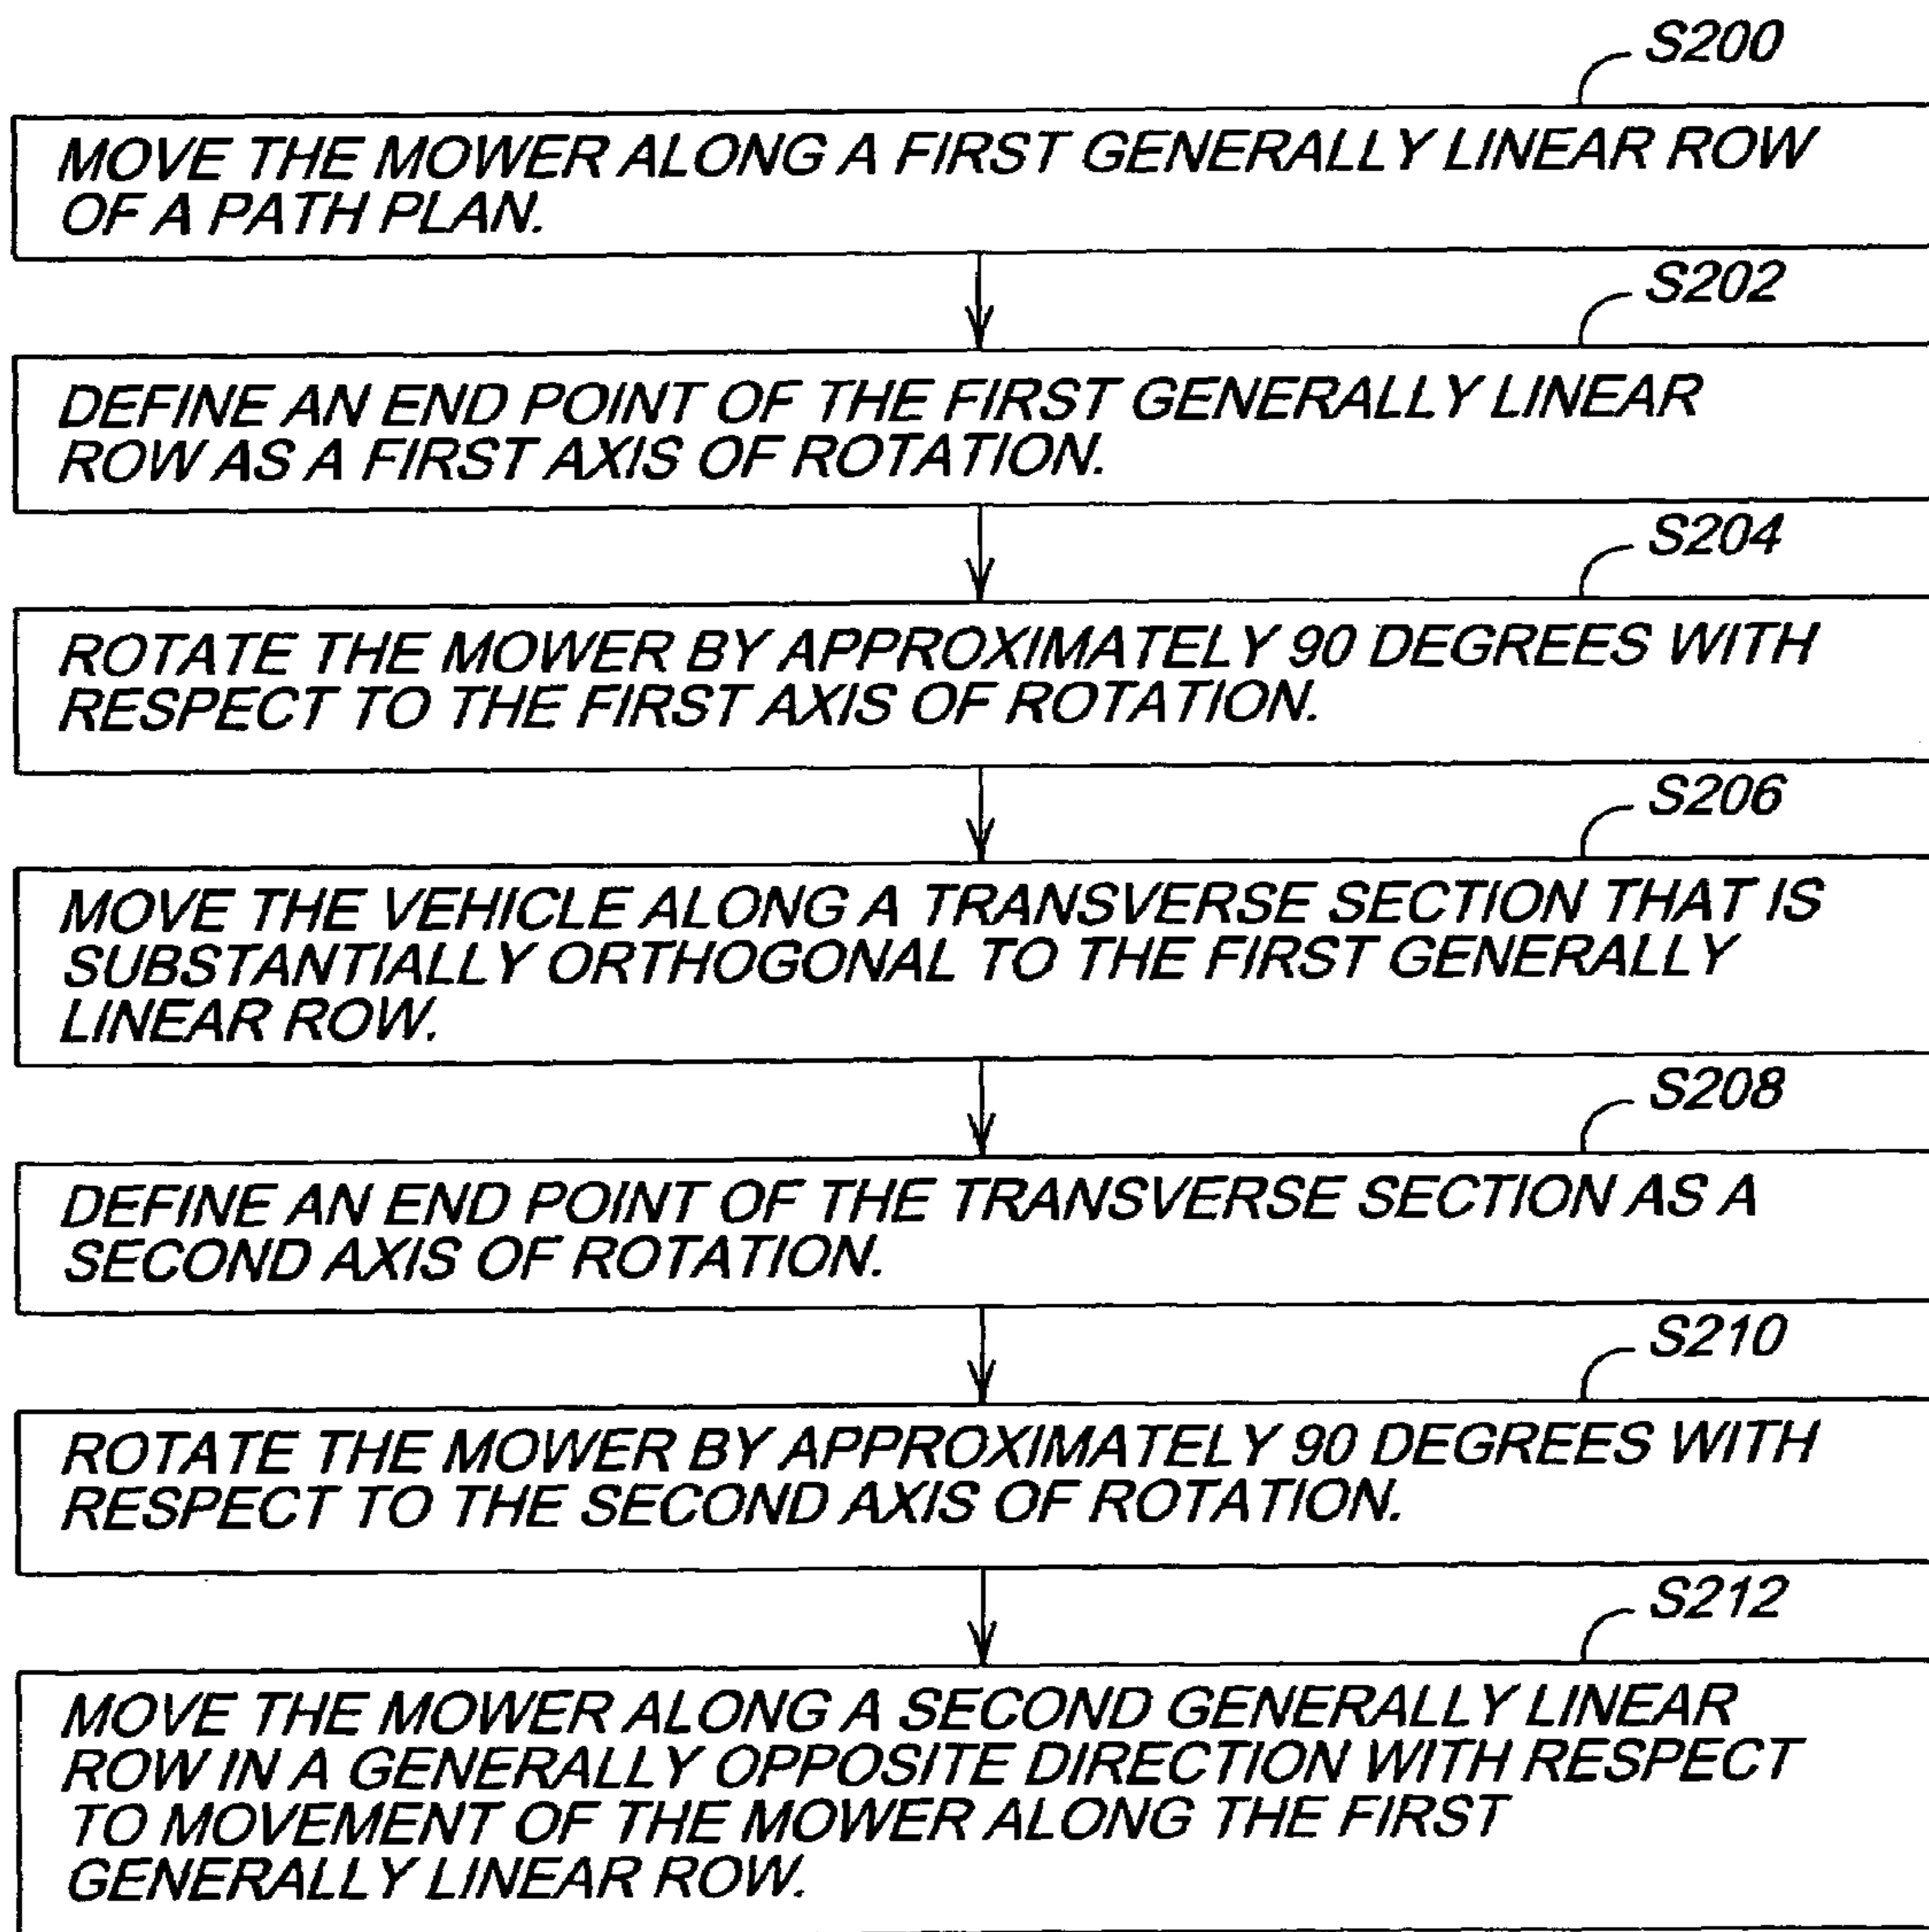 S200
MOVE THE MOWER ALONG A FIRST GENERALLY LINEAR ROW
OF A PATH PLAN.
S202
DEFINE AN END POINT OF THE FIRST GENERALLY LINEAR
ROW AS A FIRST AXIS OF ROTATION.
S204
ROTATE THE MOWER BY APPROXIMATELY 90 DEGREES WITH
RESPECT TO THE FIRST AXIS OF ROTATION.
S206
MOVE THE VEHICLE ALONG A TRANSVERSE SECTION THAT IS
SUBSTANTIALLY ORTHOGONAL TO THE FIRST GENERALLY
LINEAR ROW.
S208
DEFINE AN END POINT OF THE TRANSVERSE SECTION AS A
SECOND AXIS OF ROTATION.
S210
ROTATE THE MOWER BY APPROXIMATELY 90 DEGREES WITH
RESPECT TO THE SECOND AXIS OF ROTATION.
S212
MOVE THE MOWER ALONG A SECOND GENERALLY LINEAR
ROW IN A GENERALLY OPPOSITE DIRECTION WITH RESPECT
TO MOVEMENT OF THE MOWER ALONG THE FIRST
GENERALLY LINEAR ROW.